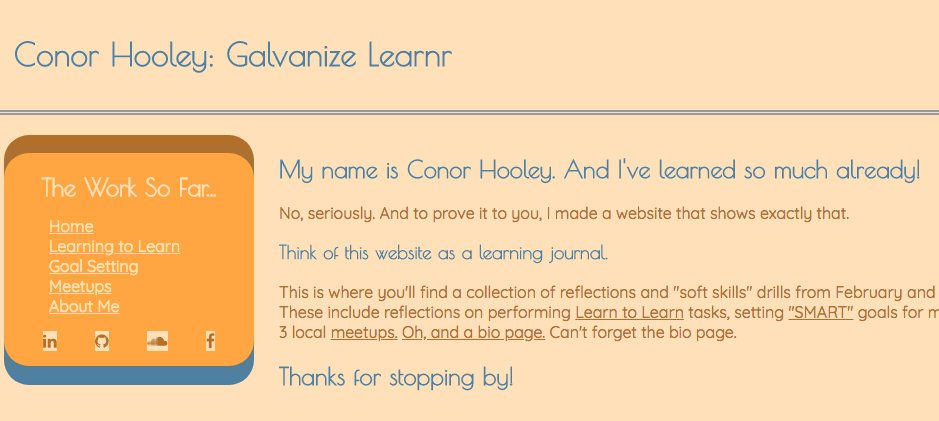 Conor Hooley: Galvanize Learnr
The Work So Far...
Home
Learning to Learn
Goal Setting
Meetups
About Me
My name is Conor Hooley. And I've learned so much already!
No, seriously. And to prove it to you, I made a website that shows exactly that.
Think of this website as a learning journal.
This is where you'll find a collection of reflections and "soft skills" drills from February and
These include reflections on performing Learn to Learn tasks, setting "SMART" goals for
3 local meetups. Oh, and a bio page. Can't forget the bio page.
Thanks for stopping by!